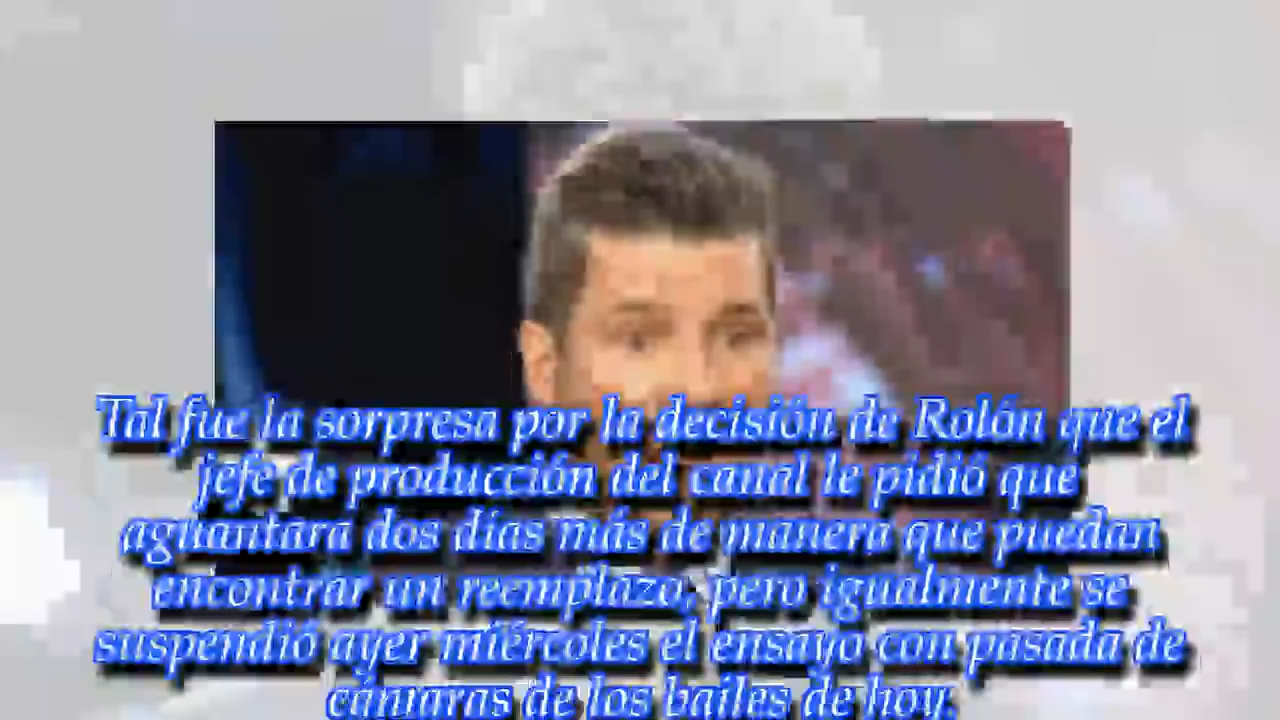 Tal fue la sorpresa por la decisión de Rolón que el
jefe de producción del canal le pidió que
aguantara dos días más de manera que puedan
encontrar un reemplazo, pero igualmente se
suspendió ayer miércoles el ensayo con pasada de
cámaras de los bailes de hoy.